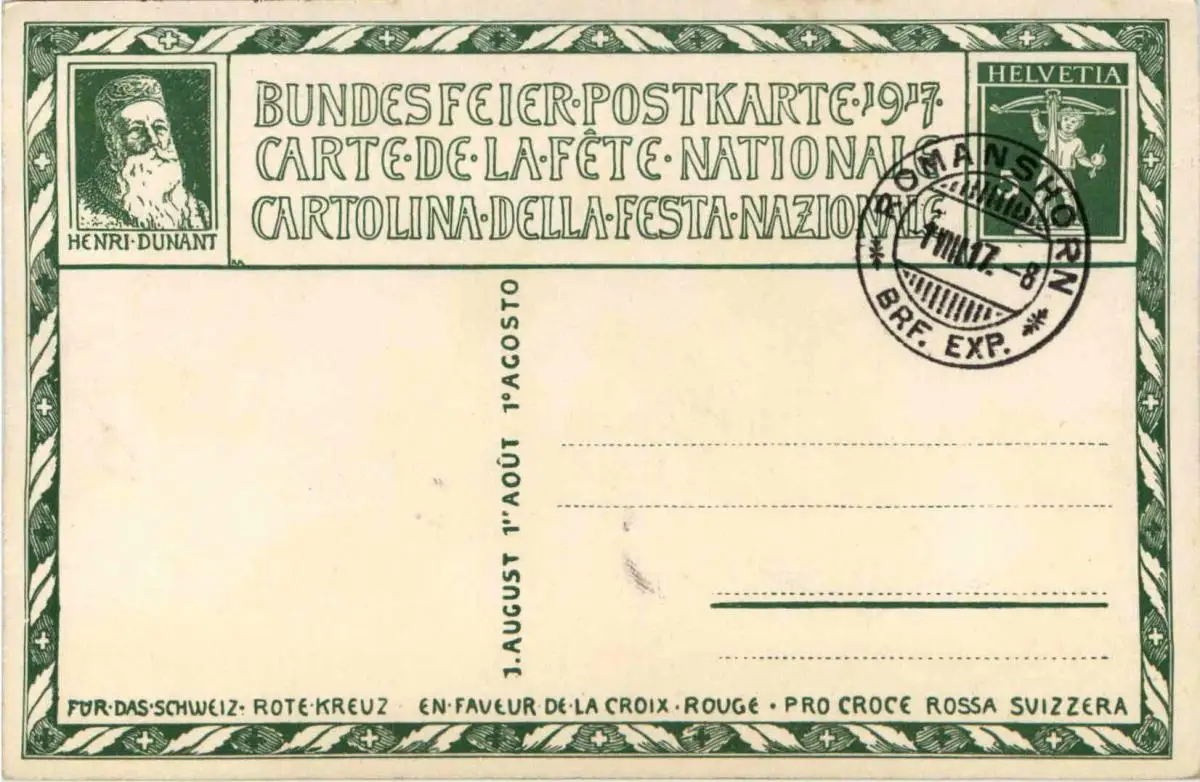 HENRI·DUNANT
BUNDESFEIER·POSTKARTE·1917·
CARTE·DE·LA·FÊTE·NATIONALE
CARTOLINA·DELLA·FESTA·NAZIONALE
HELVETIA
ROMANSHORN
1.VIII.17.–8
* BRF. EXP. *
1. AUGUST 1ᴱᴿ AOÛT 1º AGOSTO
FÜR·DAS·SCHWEIZ· ROTE·KREUZ EN·FAVEUR·DE·LA CROIX·ROUGE · PRO CROCE ROSSA SVIZZERA